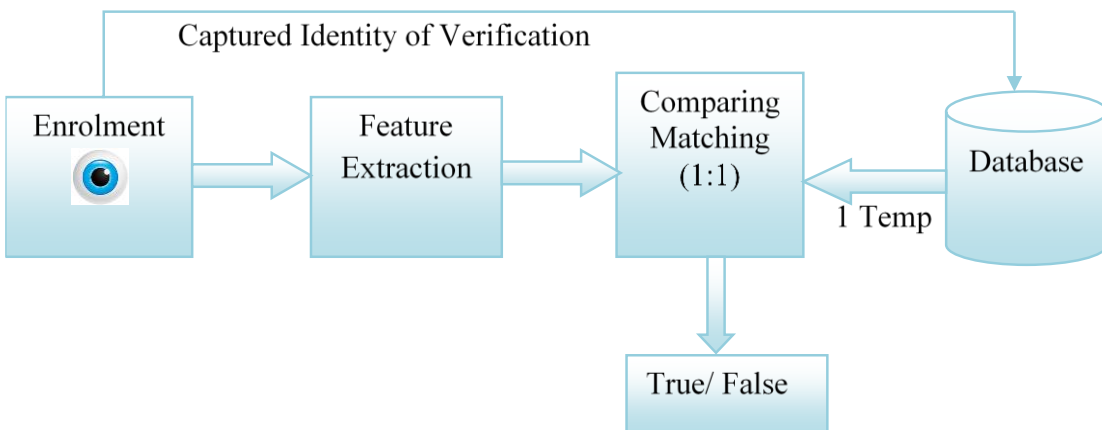 Captured Identity of Verification
Enrolment
Feature
Extraction
Comparing
Matching
(1:1)
Database
1 Temp
True/ False